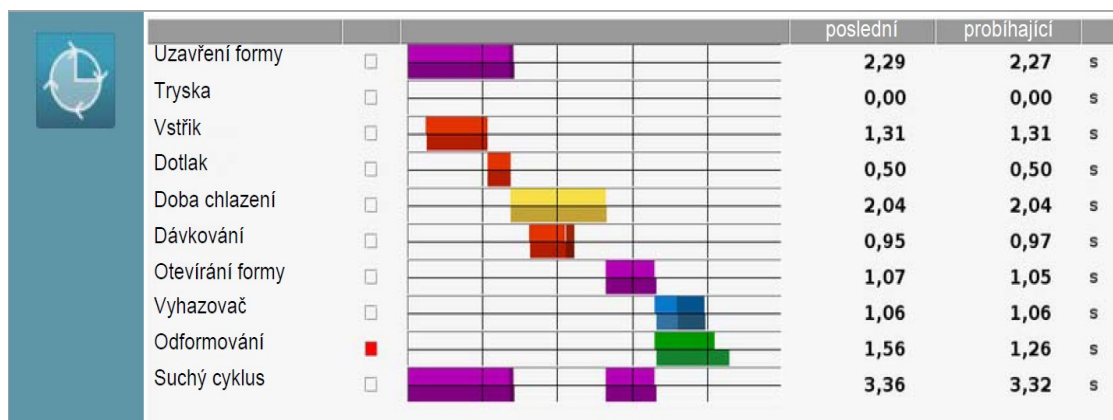 poslední probíhající
Uzavření formy 2,29 2,27 s
Tryska 0,00 0,00 s
Vstřik 1,31 1,31 s
Dotlak 0,50 0,50 s
Doba chlazení 2,04 2,04 s
Dávkování 0,95 0,97 s
Otevírání formy 1,07 1,05 s
Vyhazovač 1,06 1,06 s
Odformování 1,56 1,26 s
Suchý cyklus 3,36 3,32 s